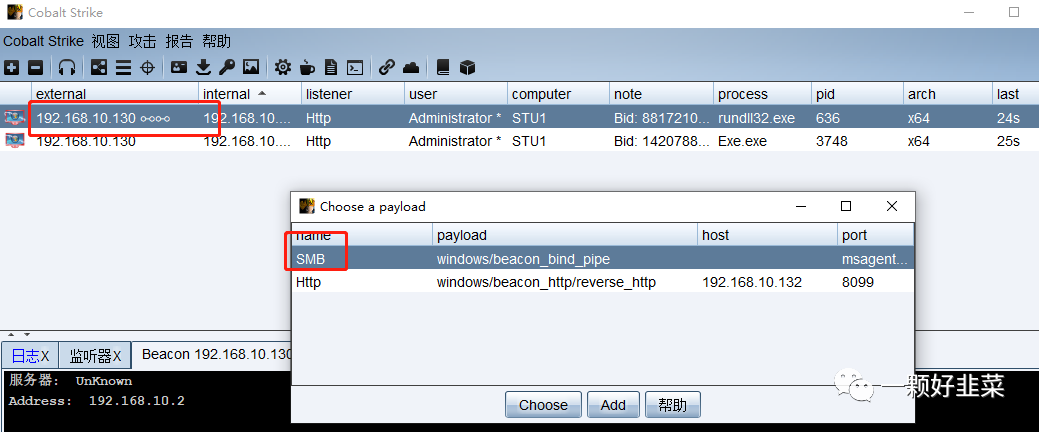 Cobalt Strike
Cobalt Strike 视图 攻击 报告 帮助
external internal listener user computer note process pid arch last
192.168.10.130 192.168.10.... Http Administrator * STU1 Bid: 8817210... rundll32.exe 636 x64 24s
192.168.10.130 192.168.10.... Http Administrator * STU1 Bid: 1420788... Exe.exe 3748 x64 25s
Choose a payload
name payload host port
SMB windows/beacon_bind_pipe msagent...
Http windows/beacon_http/reverse_http 192.168.10.132 8099
日志X 监听器X Beacon 192.168.10.130
服务器: UnKnown
Address: 192.168.10.2
Choose Add 帮助
一颗好韭菜